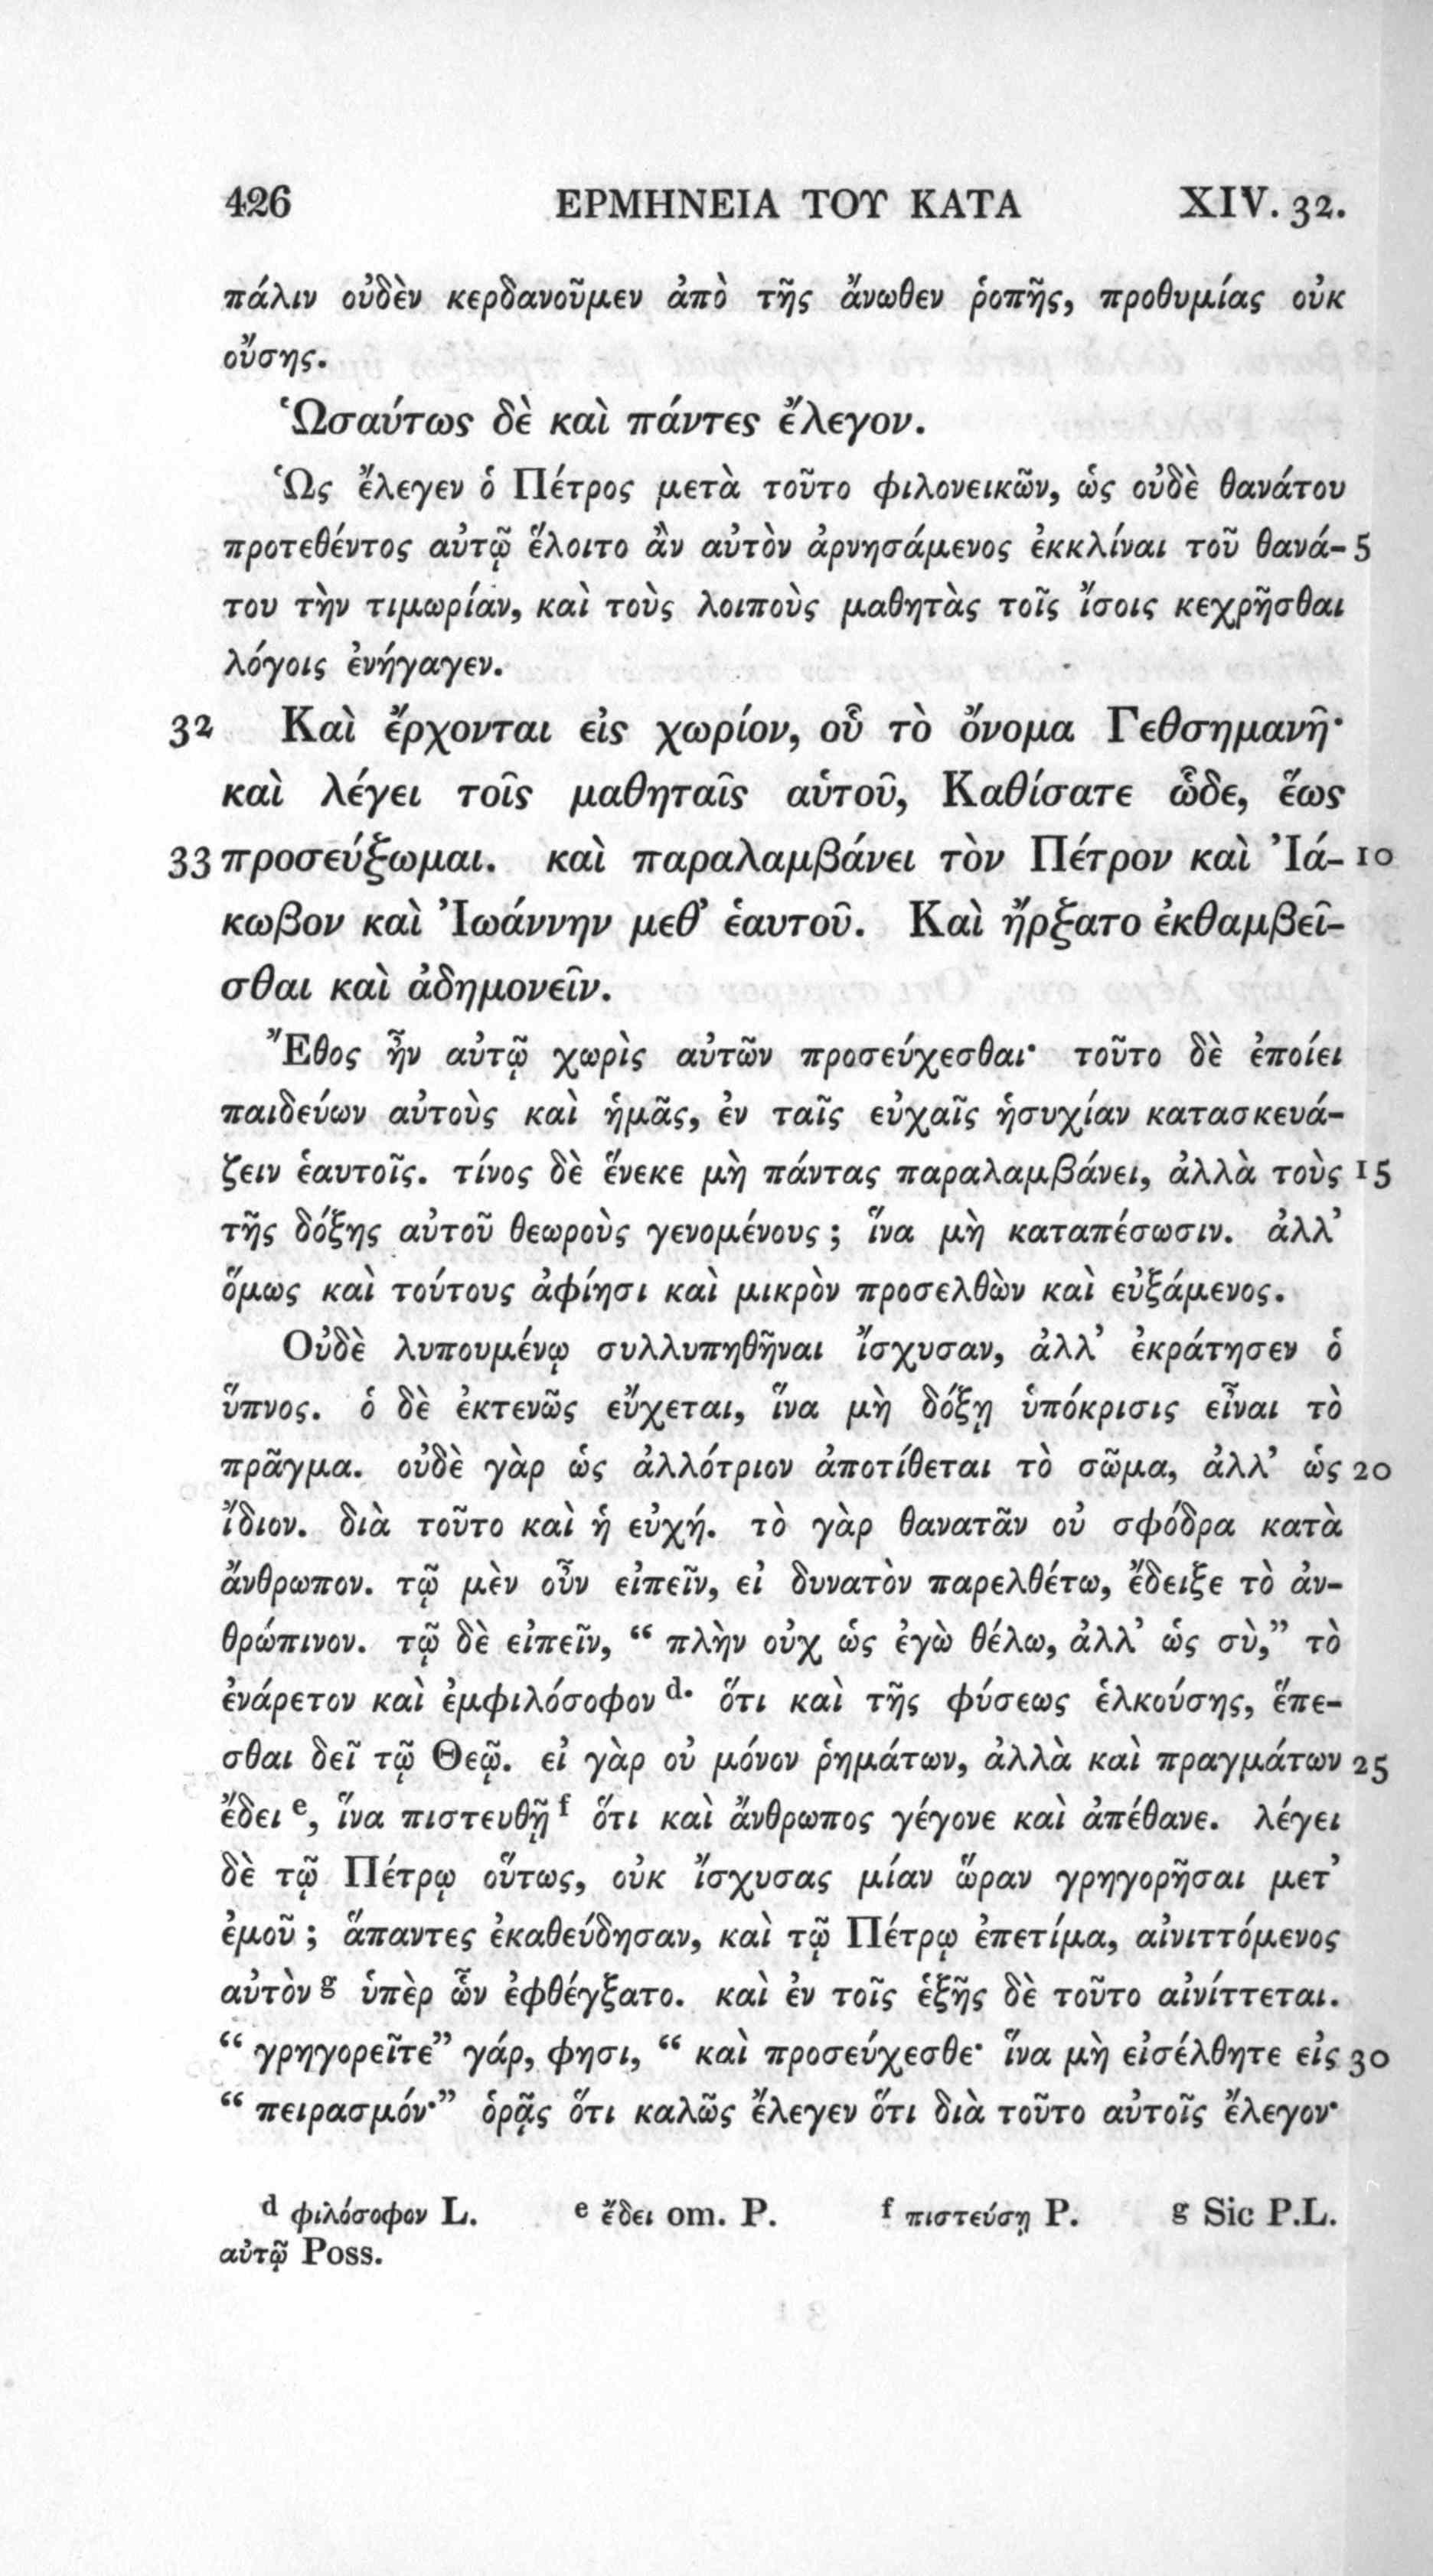 426 ΕΡΜΗΝΕΙΑ ΤΟΥ ΚΑΤΑ XIV. 32.
πάλιν οὐδὲν κερδανοῦμεν ἀπὸ τῆς ἄνωθεν ῥοπῆς, προθυμίας οὐκ
οὔσης.
Ὡσαύτως δὲ καὶ πάντες ἔλεγον.
Ὡς ἔλεγεν ὁ Πέτρος μετὰ τοῦτο φιλονεικῶν, ὡς οὐδὲ θανάτου
προτεθέντος αὐτῷ ἕλοιτο ἂν αὐτὸν ἀρνησάμενος ἐκκλίναι τοῦ θανά- 5
του τὴν τιμωρίαν, καὶ τοὺς λοιποὺς μαθητὰς τοῖς ἴσοις κεχρῆσθαι
λόγοις ἐνήγαγεν.
32 Καὶ ἔρχονται εἰς χωρίον, οὗ τὸ ὄνομα Γεθσημανῆ·
καὶ λέγει τοῖς μαθηταῖς αὑτοῦ, Καθίσατε ὧδε, ἕως
33 προσεύξωμαι. καὶ παραλαμβάνει τὸν Πέτρον καὶ Ἰά- 10
κωβον καὶ Ἰωάννην μεθ' ἑαυτοῦ. Καὶ ἤρξατο ἐκθαμβεῖ-
σθαι καὶ ἀδημονεῖν.
Ἔθος ἦν αὐτῷ χωρὶς αὐτῶν προσεύχεσθαι· τοῦτο δὲ ἐποίει
παιδεύων αὐτοὺς καὶ ἡμᾶς, ἐν ταῖς εὐχαῖς ἡσυχίαν κατασκευά-
ζειν ἑαυτοῖς. τίνος δὲ ἕνεκε μὴ πάντας παραλαμβάνει, ἀλλὰ τοὺς 15
τῆς δόξης αὐτοῦ θεωροὺς γενομένους; ἵνα μὴ καταπέσωσιν. ἀλλ'
ὅμως καὶ τούτους ἀφίησι καὶ μικρὸν προσελθὼν καὶ εὐξάμενος.
Οὐδὲ λυπουμένῳ συλλυπηθῆναι ἴσχυσαν, ἀλλ' ἐκράτησεν ὁ
ὕπνος. ὁ δὲ ἐκτενῶς εὔχεται, ἵνα μὴ δόξῃ ὑπόκρισις εἶναι τὸ
πρᾶγμα. οὐδὲ γὰρ ὡς ἀλλότριον ἀποτίθεται τὸ σῶμα, ἀλλ' ὡς 20
ἴδιον. διὰ τοῦτο καὶ ἡ εὐχή. τὸ γὰρ θανατᾶν οὐ σφόδρα κατὰ
ἄνθρωπον. τῷ μὲν οὖν εἰπεῖν, εἰ δυνατὸν παρελθέτω, ἔδειξε τὸ ἀν-
θρώπινον. τῷ δὲ εἰπεῖν, “ πλὴν οὐχ ὡς ἐγὼ θέλω, ἀλλ' ὡς σὺ,” τὸ
ἐνάρετον καὶ ἐμφιλόσοφον d· ὅτι καὶ τῆς φύσεως ἑλκούσης, ἕπε-
σθαι δεῖ τῷ Θεῷ. εἰ γὰρ οὐ μόνον ῥημάτων, ἀλλὰ καὶ πραγμάτων 25
ἔδει e, ἵνα πιστευθῇ f ὅτι καὶ ἄνθρωπος γέγονε καὶ ἀπέθανε. λέγει
δὲ τῷ Πέτρῳ οὕτως, οὐκ ἴσχυσας μίαν ὥραν γρηγορῆσαι μετ'
ἐμοῦ; ἅπαντες ἐκαθεύδησαν, καὶ τῷ Πέτρῳ ἐπετίμα, αἰνιττόμενος
αὐτὸν g ὑπὲρ ὧν ἐφθέγξατο. καὶ ἐν τοῖς ἑξῆς δὲ τοῦτο αἰνίττεται.
“ γρηγορεῖτε” γάρ, φησι, “ καὶ προσεύχεσθε· ἵνα μὴ εἰσέλθητε εἰς 30
“ πειρασμόν·” ὁρᾷς ὅτι καλῶς ἔλεγεν ὅτι διὰ τοῦτο αὐτοῖς ἔλεγον·
d φιλόσοφον L. e ἔδει om. P. f πιστεύσῃ P. g Sic P.L.
αὐτῷ Poss.